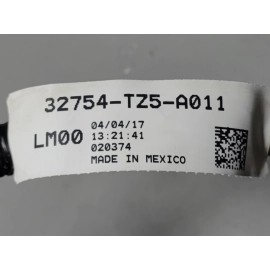 32754-TZ5-A011
LM00
04/04/17
13:21:41
020374
MADE IN MEXICO